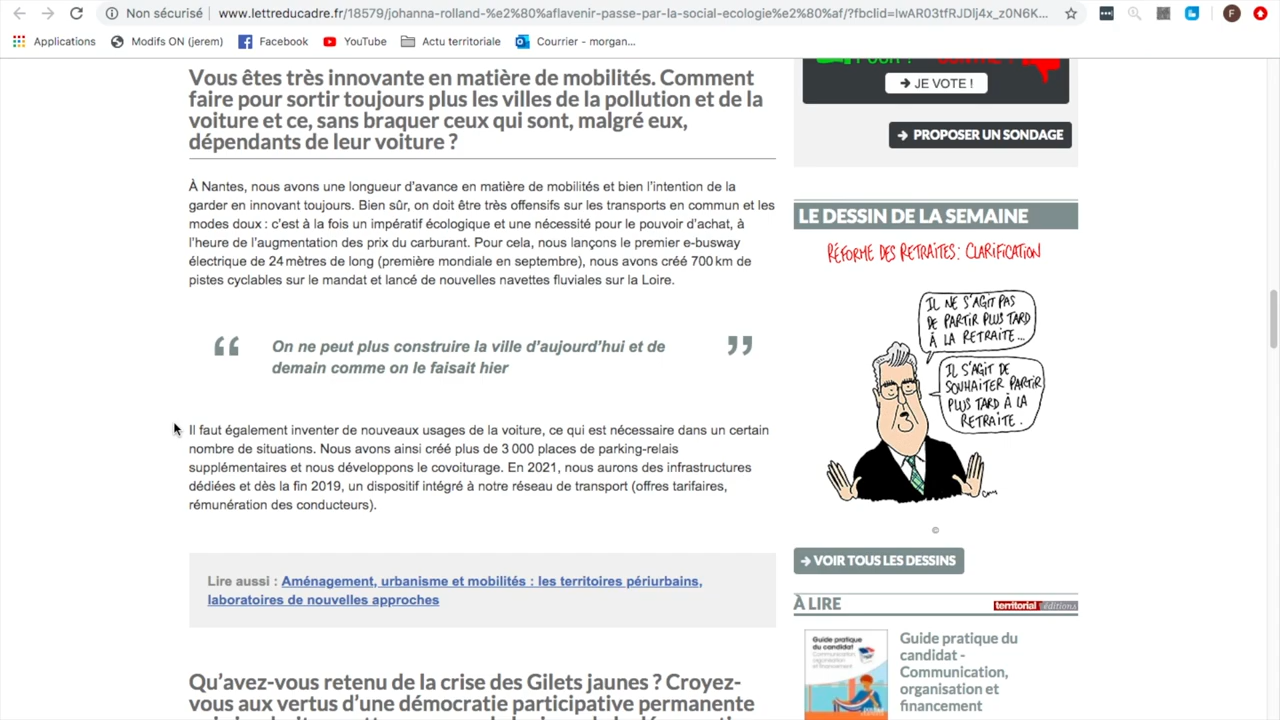 Non sécurisé
www.lettreducadre.fr/18579/johanna-rolland-%e2%80%aflavenir-passe-par-la-social-ecologie%e2%80%af/?fbclid=IwAR03tfRJDlj4x_z0N6K...
F
Applications
Modifs ON (jerem)
Facebook
YouTube
Actu territoriale
Courrier - morgan...
Vous êtes très inovante en matière de mobilités. Comment
faire pour sortir toujours plus les villes de la pollution et de la
voiture et ce, sans braquer ceux qui sont, malgré eux,
dépendants de leur voiture ?
À Nantes, nous avons une longueur d'avance en matière de mobilités et bien l'intention de la
garder en innovant toujours. Bien sûr, on doit être très offensifs sur les transports en commun et les
modes doux : c'est à la fois un impératif écologique et une nécessité pour le pouvoir d'achat, à
l'heure de l'augmentation des prix du carburant. Pour cela, nous lançons le premier e-busway
électrique de 24 mètres de long (première mondiale en septembre), nous avons créé 700 km de
pistes cyclables sur le mandat et lancé de nouvelles navettes fluviales sur la Loire.
“ On ne peut plus construire la ville d'aujourd'hui et de ”
demain comme on le faisait hier
Il faut également inventer de nouveaux usages de la voiture, ce qui est nécessaire dans un certain
nombre de situations. Nous avons ainsi créé plus de 3 000 places de parking-relais
supplémentaires et nous développons le covoiturage. En 2021, nous aurons des infrastructures
dédiées et dès la fin 2019, un dispositif intégré à notre réseau de transport (offres tarifaires,
rémunération des conducteurs).
Lire aussi : Aménagement, urbanisme et mobilités : les territoires périurbains,
laboratoires de nouvelles approches
Qu'avez-vous retenu de la crise des Gilets jaunes ? Croyez-
vous aux vertus d'une démocratie participative permanente
JE VOTE !
PROPOSER UN SONDAGE
LE DESSIN DE LA SEMAINE
RÉFORME DES RETRAITES : CLARIFICATION
IL NE S'AGIT PAS
DE PARTIR PLUS TARD
À LA RETRAITE...
IL S'AGIT DE
SOUHAITER PARTIR
PLUS TARD À LA
RETRAITE.
©
VOIR TOUS LES DESSINS
À LIRE
territorial éditions
Guide pratique
du candidat
Guide pratique du
candidat -
Communication,
organisation et
financement